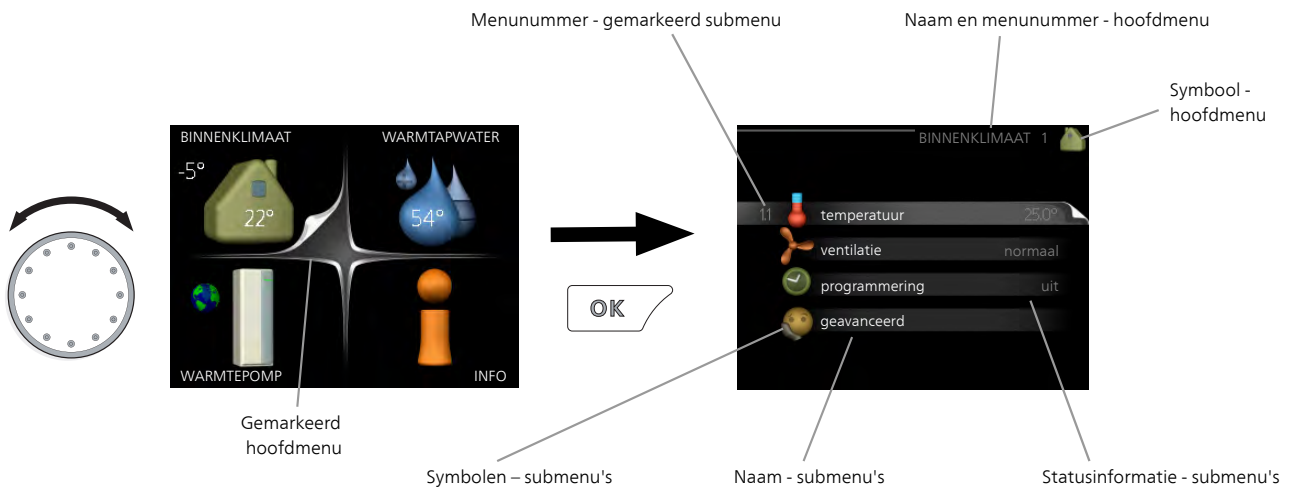 Menunummer - gemarkeerd submenu
Naam en menunummer - hoofdmenu
Symbool -
hoofdmenu
BINNENKLIMAAT
WARMTAPWATER
-5°
22°
54°
WARMTEPOMP
INFO
OK
BINNENKLIMAAT 1
1.1 temperatuur 25.0°
ventilatie normaal
programmering uit
geavanceerd
Gemarkeerd
hoofdmenu
Symbolen – submenu's
Naam - submenu's
Statusinformatie - submenu's